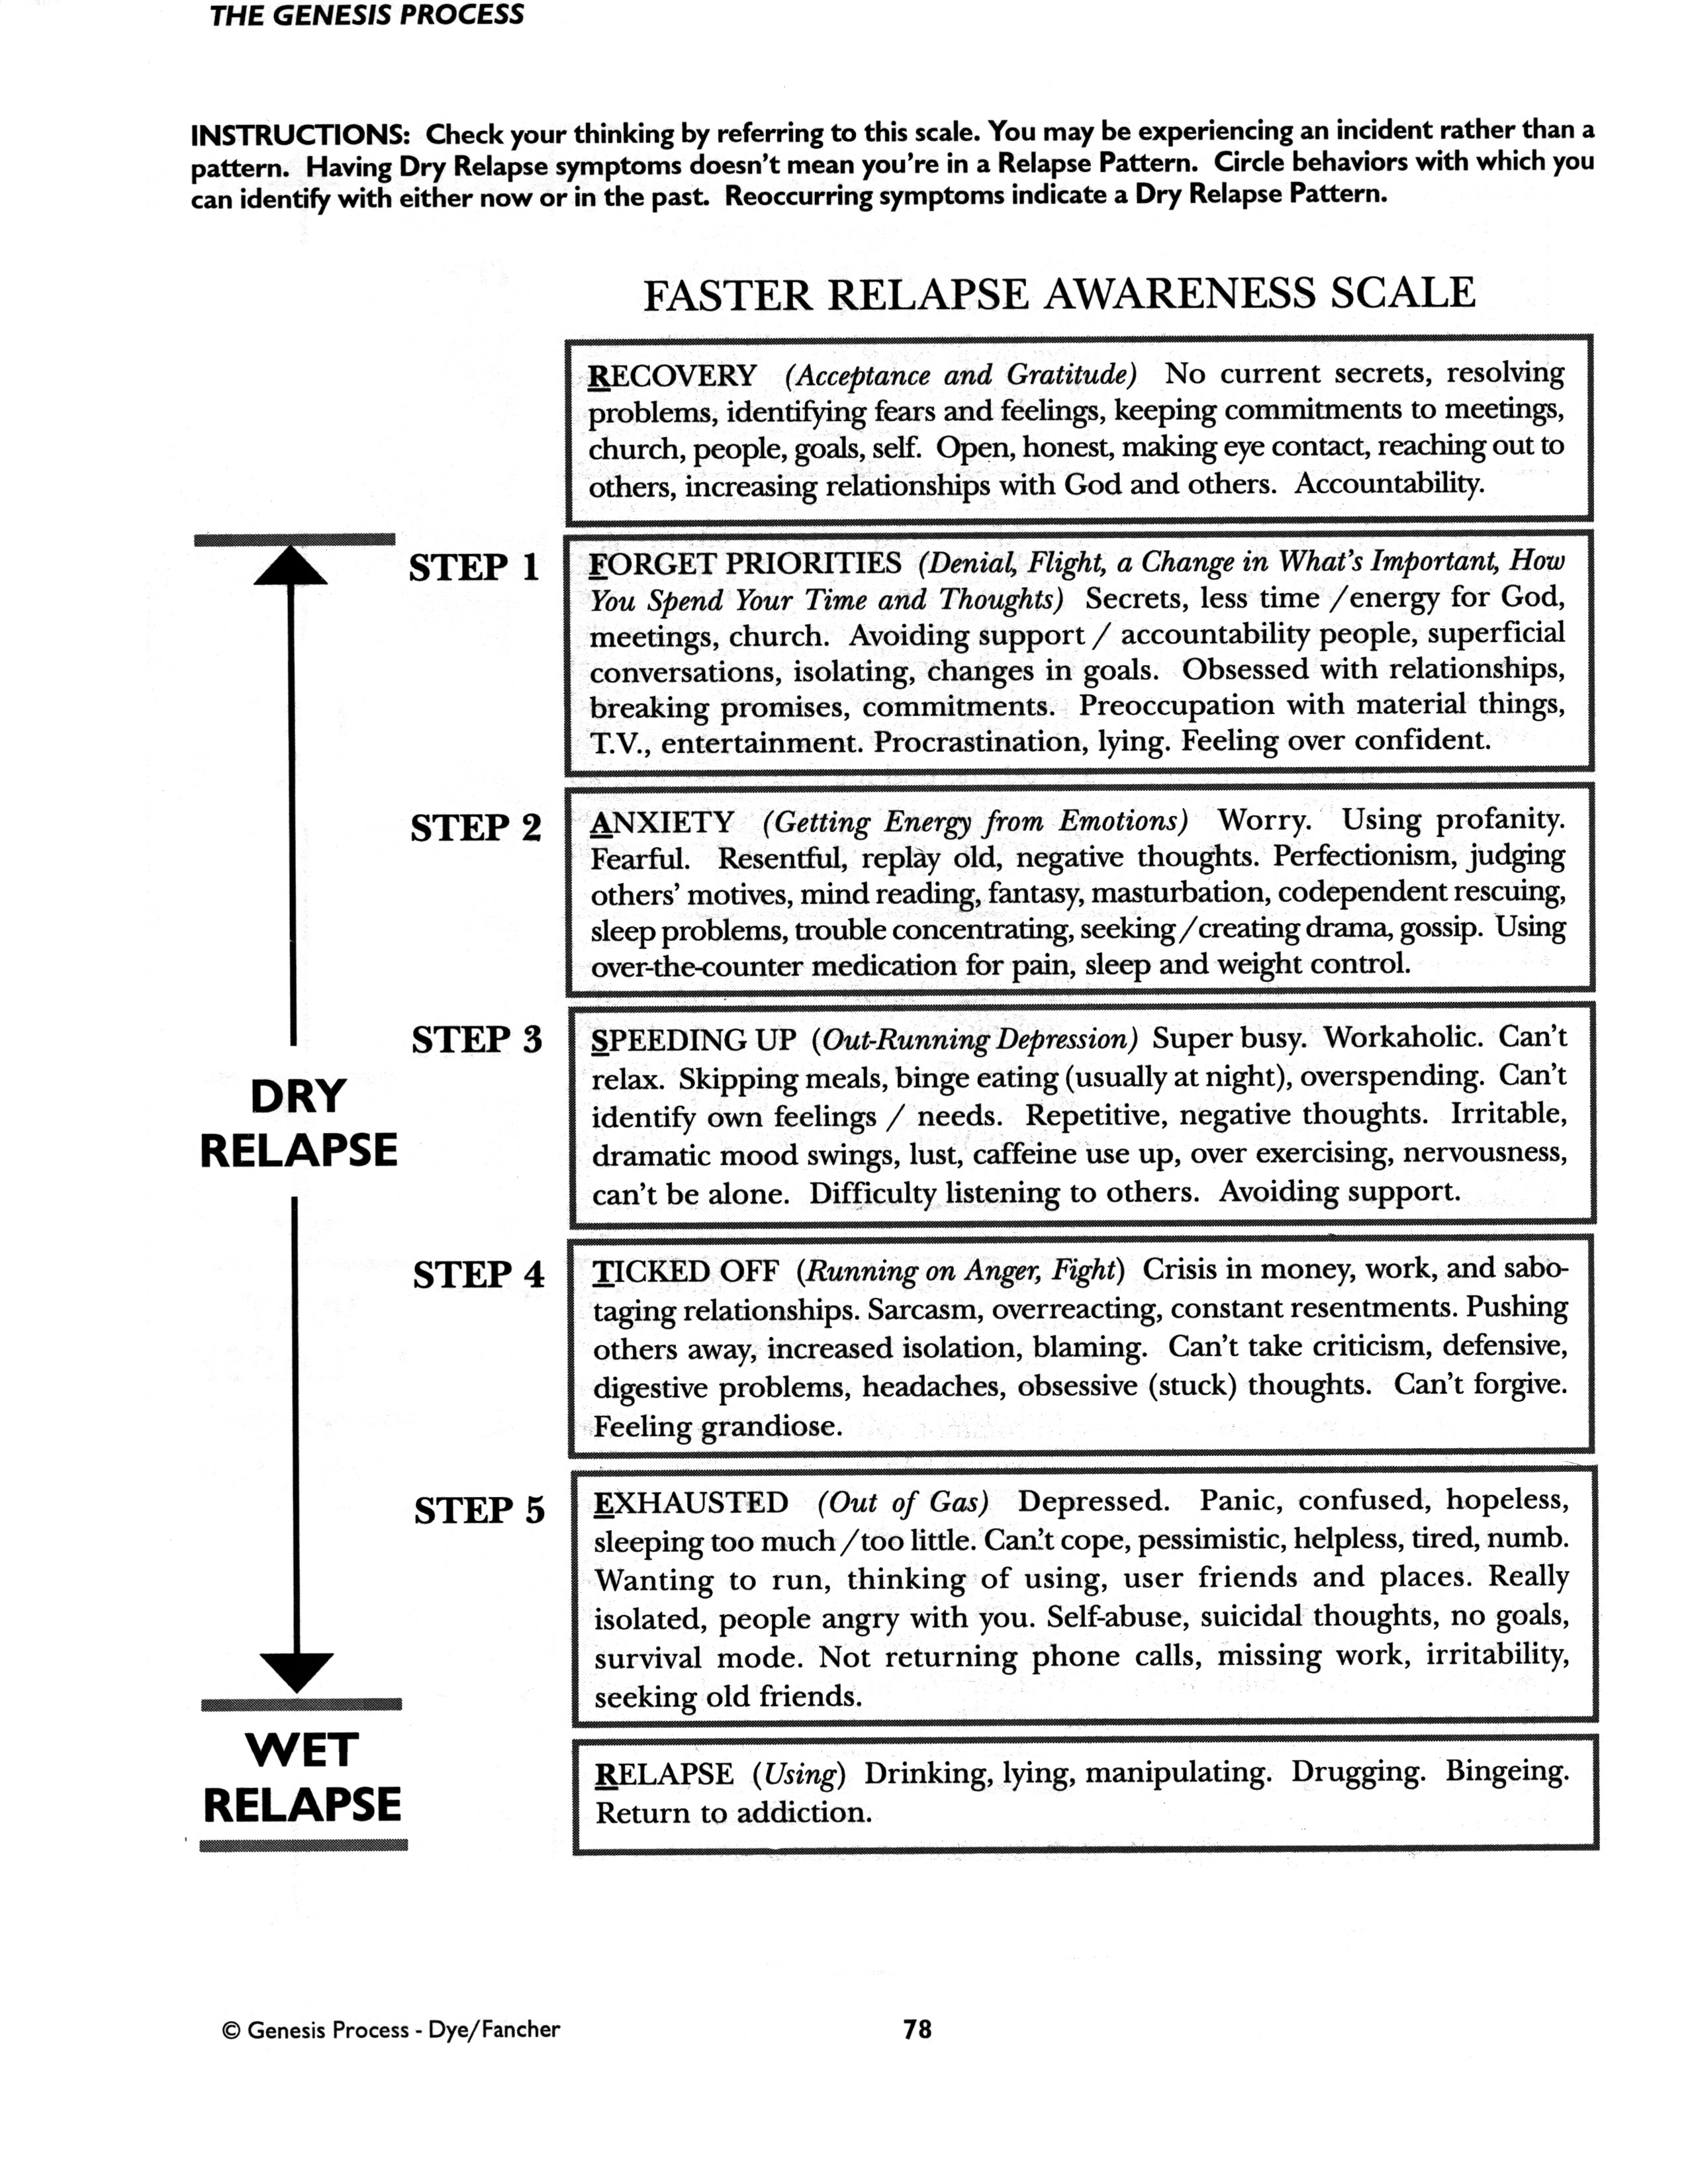 THE GENESIS PROCESS
INSTRUCTIONS: Check your thinking by referring to this scale. You may be experiencing an incident rather than a
pattern. Having Dry Relapse symptoms doesn't mean you're in a Relapse Pattern. Circle behaviors with which you
can identify with either now or in the past. Reoccurring symptoms indicate a Dry Relapse Pattern.
FASTER RELAPSE AWARENESS SCALE
RECOVERY (Acceptance and Gratitude) No current secrets, resolving
problems, identifying fears and feelings, keeping commitments to meetings,
church, people, goals, self. Open, honest, making eye contact, reaching out to
others, increasing relationships with God and others. Accountability.
STEP 1
FORGET PRIORITIES (Denial, Flight, a Change in What's Important, How
You Spend Your Time and Thoughts) Secrets, less time /energy for God,
meetings, church. Avoiding support / accountability people, superficial
conversations, isolating, changes in goals. Obsessed with relationships,
breaking promises, commitments. Preoccupation with material things,
T.V., entertainment. Procrastination, lying. Feeling over confident.
STEP 2
ANXIETY (Getting Energy from Emotions) Worry. Using profanity.
Fearful. Resentful, replay old, negative thoughts. Perfectionism, judging
others' motives, mind reading, fantasy, masturbation, codependent rescuing,
sleep problems, trouble concentrating, seeking/creating drama, gossip. Using
over-the-counter medication for pain, sleep and weight control.
STEP 3
SPEEDING UP (Out-Running Depression) Super busy. Workaholic. Can't
relax. Skipping meals, binge eating (usually at night), overspending. Can't
identify own feelings / needs. Repetitive, negative thoughts. Irritable,
dramatic mood swings, lust, caffeine use up, over exercising, nervousness,
can't be alone. Difficulty listening to others. Avoiding support.
DRY
RELAPSE
STEP 4
TICKED OFF (Running on Anger, Fight) Crisis in money, work, and sabo-
taging relationships. Sarcasm, overreacting, constant resentments. Pushing
others away, increased isolation, blaming. Can't take criticism, defensive,
digestive problems, headaches, obsessive (stuck) thoughts. Can't forgive.
Feeling grandiose.
STEP 5
EXHAUSTED (Out of Gas) Depressed. Panic, confused, hopeless,
sleeping too much /too little. Can't cope, pessimistic, helpless, tired, numb.
Wanting to run, thinking of using, user friends and places. Really
isolated, people angry with you. Self-abuse, suicidal thoughts, no goals,
survival mode. Not returning phone calls, missing work, irritability,
seeking old friends.
WET
RELAPSE
RELAPSE (Using) Drinking, lying, manipulating. Drugging. Bingeing.
Return to addiction.
© Genesis Process - Dye/Fancher
78